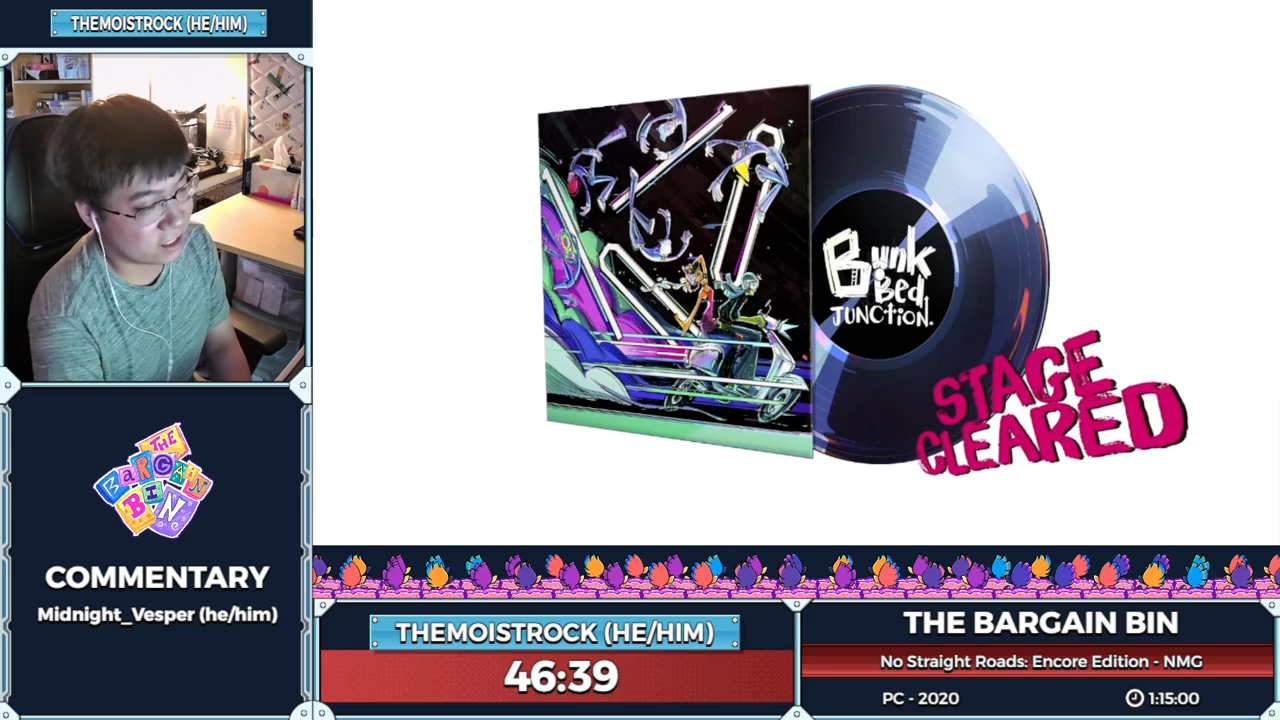 THEMOISTROCK (HE/HIM)
Bunk
Bed
JUNCTION.
STAGE
CLEARED
THE
BARGAIN
BIN
COMMENTARY
Midnight_Vesper (he/him)
THEMOISTROCK (HE/HIM)
46:39
THE BARGAIN BIN
No Straight Roads: Encore Edition - NMG
PC - 2020
1:15:00